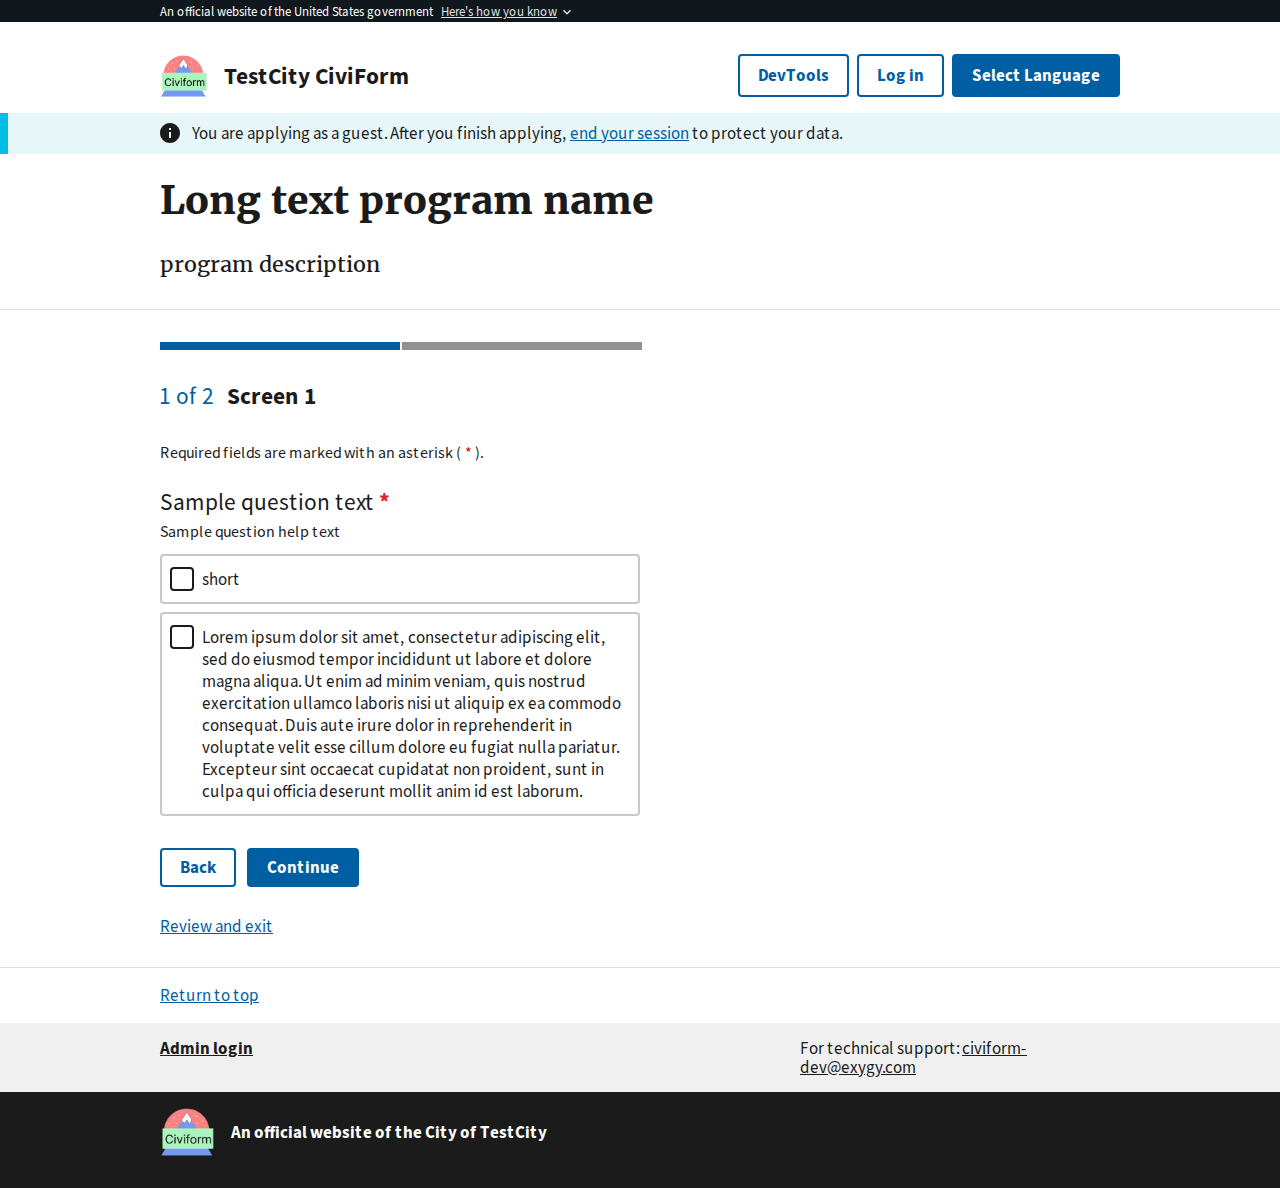 An official website of the United States government Here's how you know
Civiform
TestCity CiviForm
DevTools
Log in
Select Language
You are applying as a guest. After you finish applying, end your session to protect your data.
Long text program name
program description
1 of 2 Screen 1
Required fields are marked with an asterisk ( * ).
Sample question text *
Sample question help text
short
Lorem ipsum dolor sit amet, consectetur adipiscing elit,
sed do eiusmod tempor incididunt ut labore et dolore
magna aliqua. Ut enim ad minim veniam, quis nostrud
exercitation ullamco laboris nisi ut aliquip ex ea commodo
consequat. Duis aute irure dolor in reprehenderit in
voluptate velit esse cillum dolore eu fugiat nulla pariatur.
Excepteur sint occaecat cupidatat non proident, sunt in
culpa qui officia deserunt mollit anim id est laborum.
Back
Continue
Review and exit
Return to top
Admin login
For technical support: civiform-
dev@exygy.com
Civiform
An official website of the City of TestCity